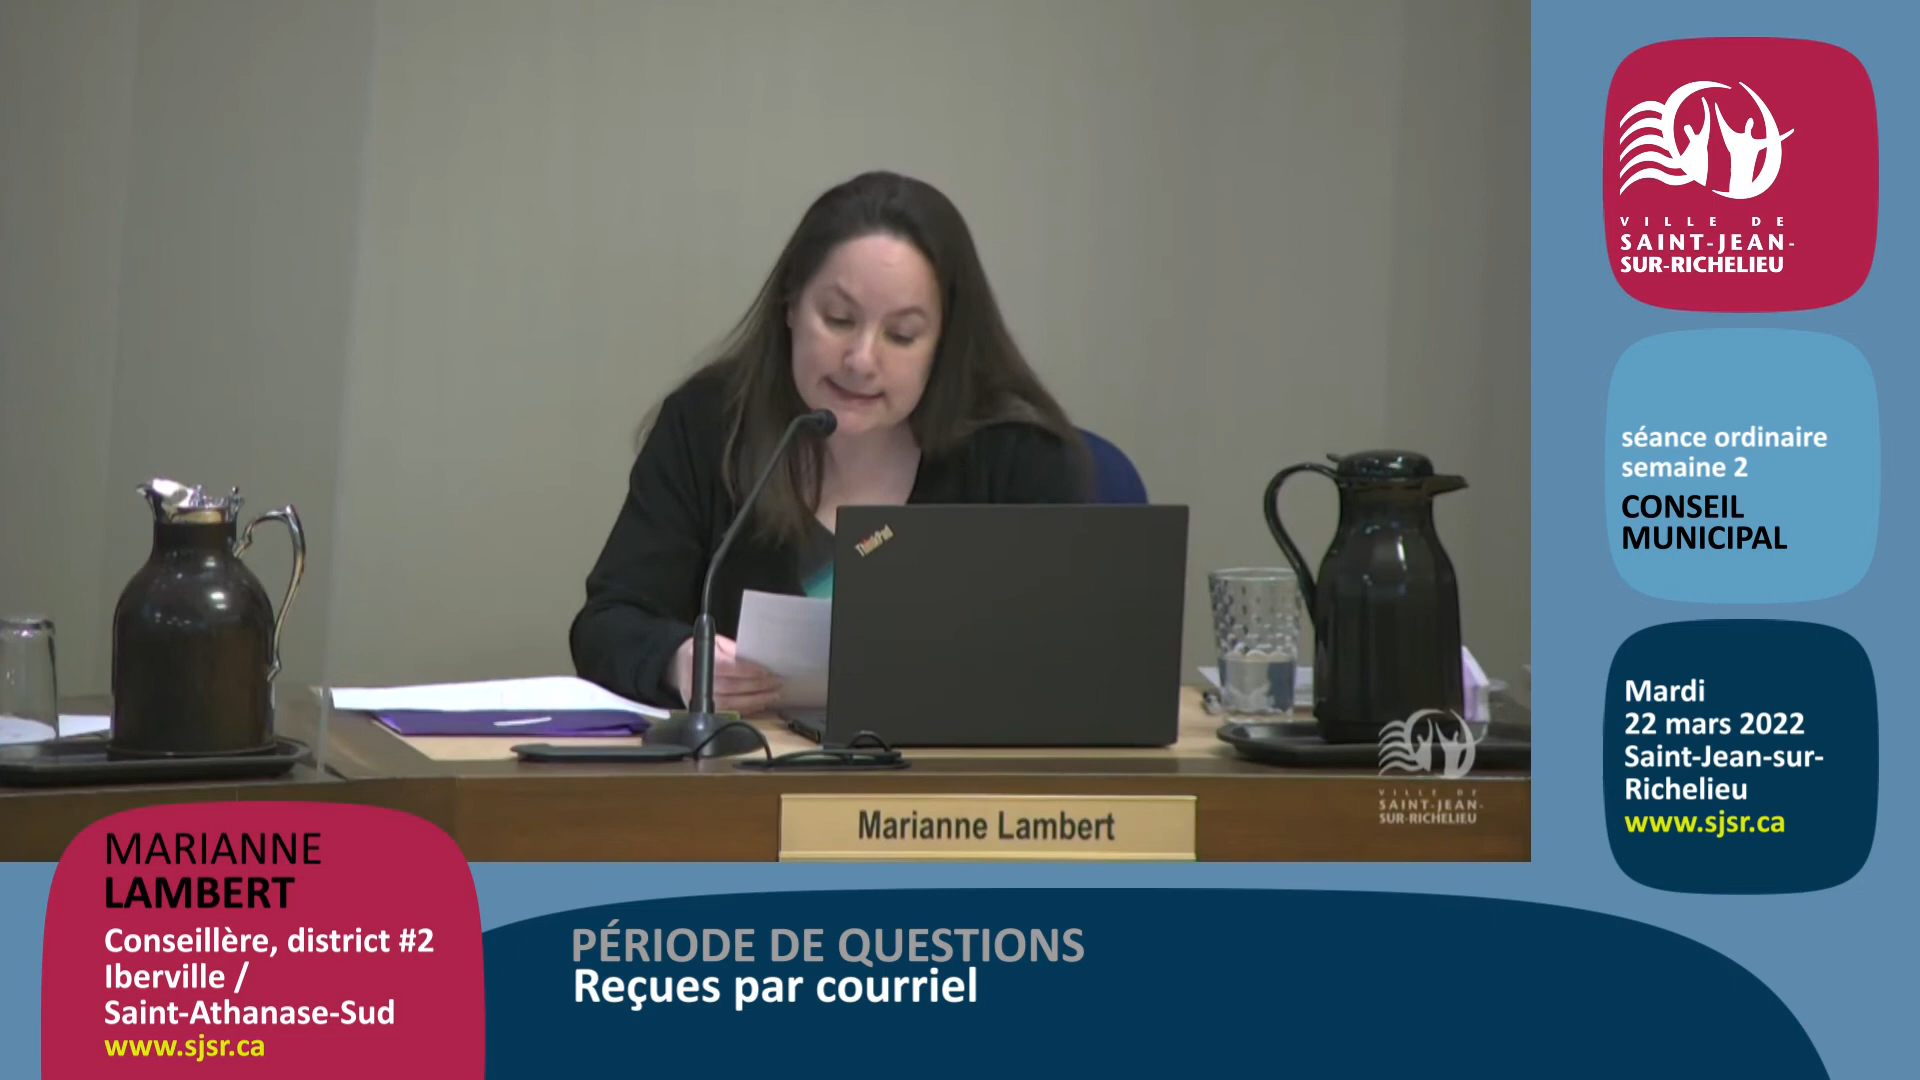 VILLE DE
SAINT-JEAN-
SUR-RICHELIEU
séance ordinaire
semaine 2
CONSEIL
MUNICIPAL
Mardi
22 mars 2022
Saint-Jean-sur-
Richelieu
www.sjsr.ca
ThinkPad
VILLE DE
SAINT-JEAN-
SUR-RICHELIEU
Marianne Lambert
MARIANNE
LAMBERT
Conseillère, district #2
Iberville /
Saint-Athanase-Sud
www.sjsr.ca
PÉRIODE DE QUESTIONS
Reçues par courriel